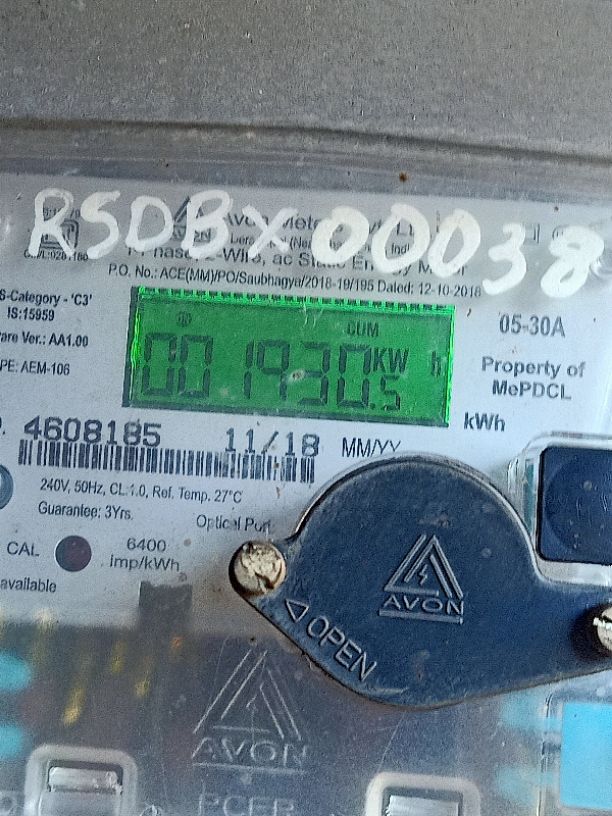 RSDBX00038
P.O. No.: ACE(MM)/PO/Saubhagya/2018-19/195 Dated: 12-10-2018
S-Category - 'C3'
IS:15959
are Ver.: AA1.00
PE: AEM-106
CUM
001930.5 KW h
05-30A
Property of
MePDCL
kWh
4608185 11/18 MM/YY
240V, 50Hz, CL.1.0, Ref. Temp. 27°C
Guarantee: 3Yrs.
Optical Port
CAL
6400
imp/kWh
available
AVON
OPEN
AVON